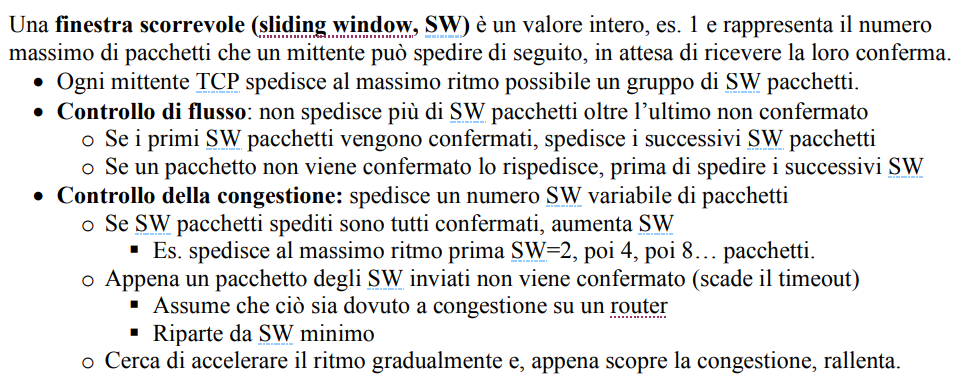 Una finestra scorrevole (sliding window, SW) è un valore intero, es. 1 e rappresenta il numero
massimo di pacchetti che un mittente può spedire di seguito, in attesa di ricevere la loro conferma.
• Ogni mittente TCP spedisce al massimo ritmo possibile un gruppo di SW pacchetti.
• Controllo di flusso: non spedisce più di SW pacchetti oltre l’ultimo non confermato
o Se i primi SW pacchetti vengono confermati, spedisce i successivi SW pacchetti
o Se un pacchetto non viene confermato lo rispedisce, prima di spedire i successivi SW
• Controllo della congestione: spedisce un numero SW variabile di pacchetti
o Se SW pacchetti spediti sono tutti confermati, aumenta SW
▪ Es. spedisce al massimo ritmo prima SW=2, poi 4, poi 8… pacchetti.
o Appena un pacchetto degli SW inviati non viene confermato (scade il timeout)
▪ Assume che ciò sia dovuto a congestione su un router
▪ Riparte da SW minimo
o Cerca di accelerare il ritmo gradualmente e, appena scopre la congestione, rallenta.